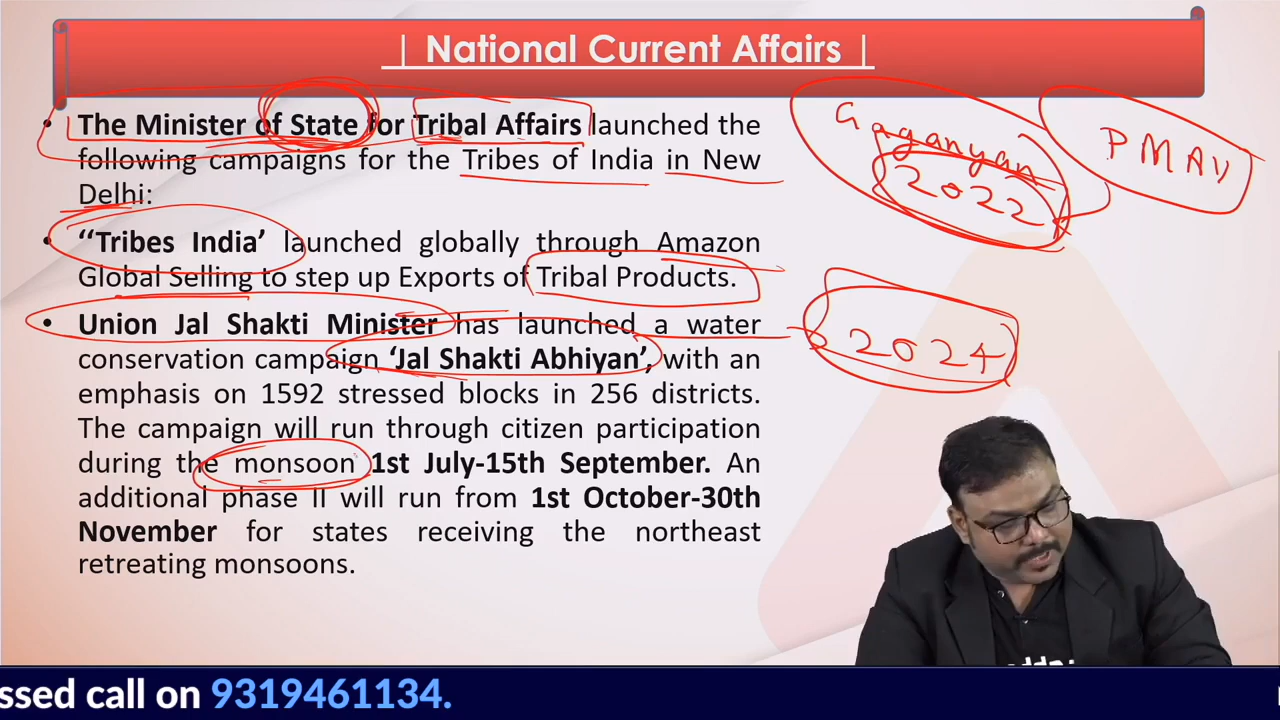 | National Current Affairs |
• The Minister of State for Tribal Affairs launched the
following campaigns for the Tribes of India in New
Delhi:
• “Tribes India’ launched globally through Amazon
Global Selling to step up Exports of Tribal Products.
• Union Jal Shakti Minister has launched a water
conservation campaign ‘Jal Shakti Abhiyan’, with an
emphasis on 1592 stressed blocks in 256 districts.
The campaign will run through citizen participation
during the monsoon 1st July-15th September. An
additional phase II will run from 1st October-30th
November for states receiving the northeast
retreating monsoons.
Gaganyan
2022
PMAY
2024
ssed call on 9319461134.